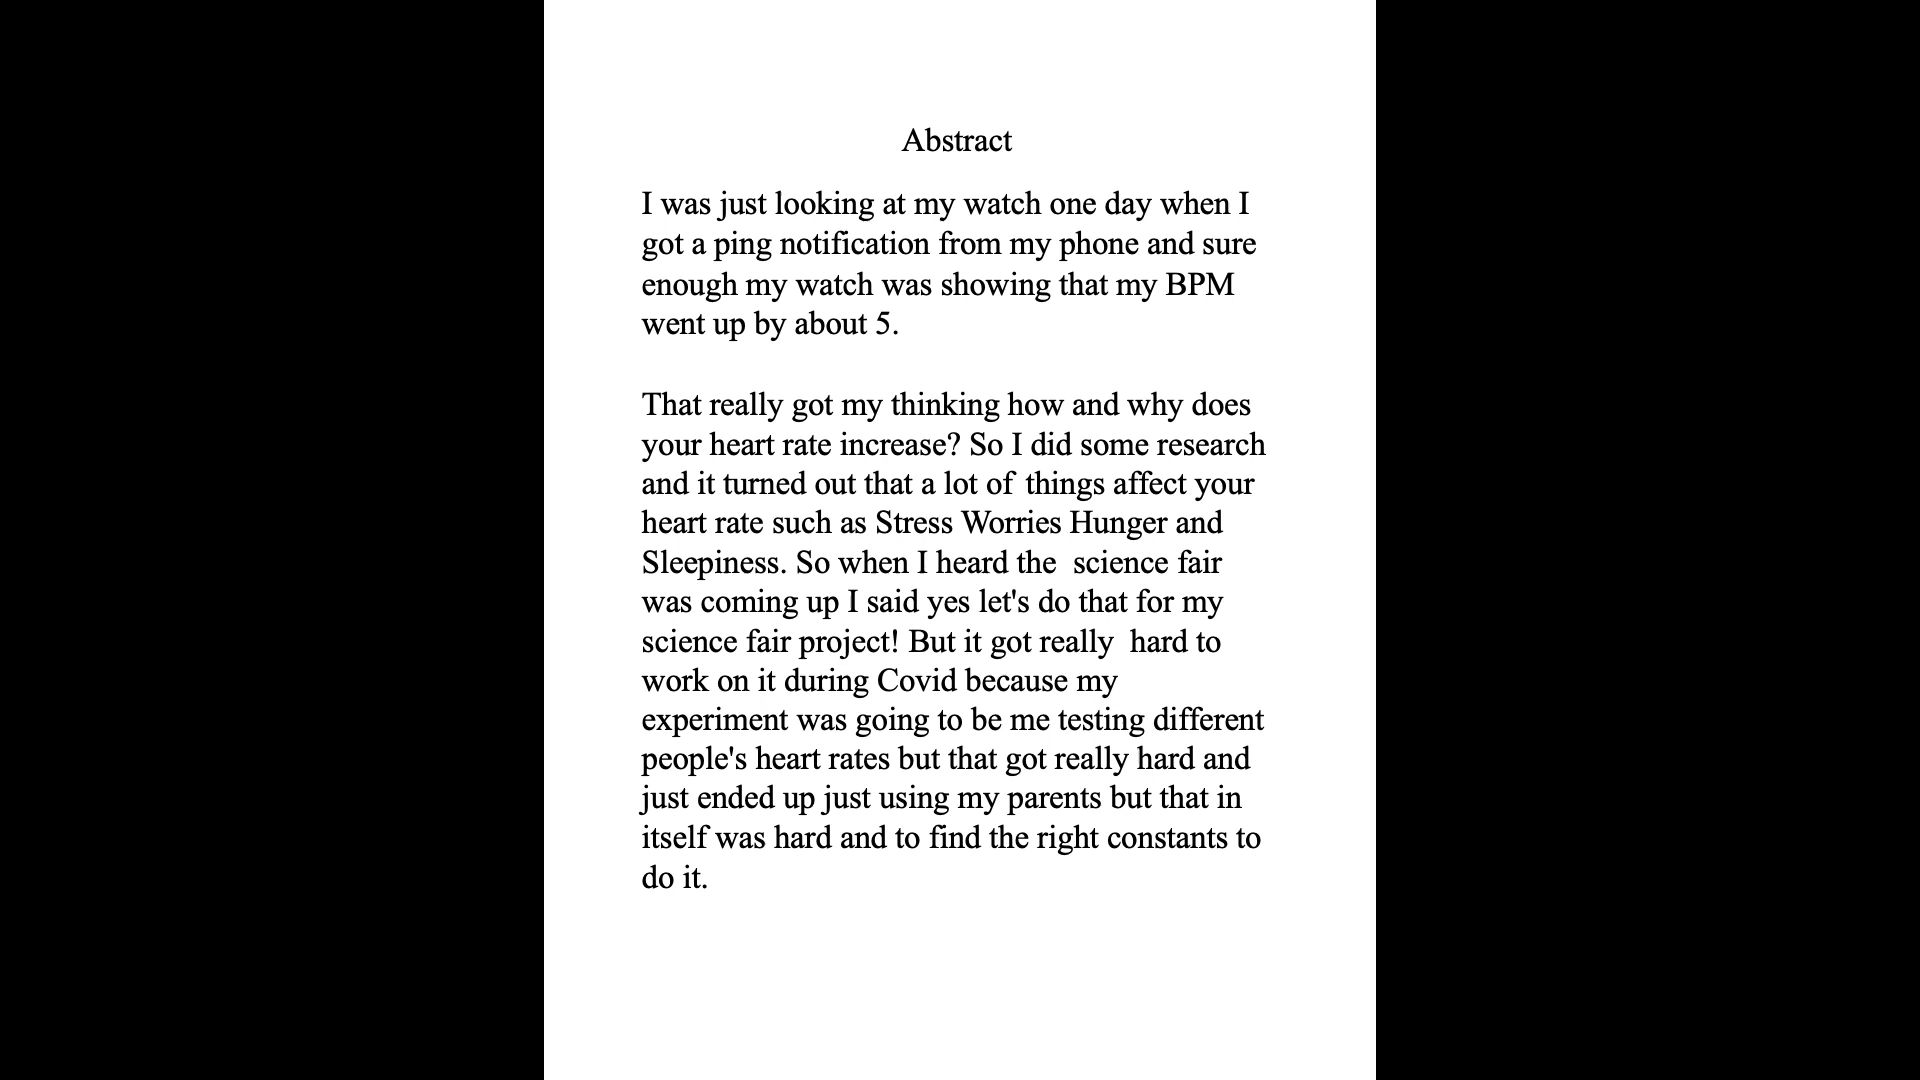 Abstract
I was just looking at my watch one day when I
got a ping notification from my phone and sure
enough my watch was showing that my BPM
went up by about 5.
That really got my thinking how and why does
your heart rate increase? So I did some research
and it turned out that a lot of things affect your
heart rate such as Stress Worries Hunger and
Sleepiness. So when I heard the  science fair
was coming up I said yes let's do that for my
science fair project! But it got really  hard to
work on it during Covid because my
experiment was going to be me testing different
people's heart rates but that got really hard and
just ended up just using my parents but that in
itself was hard and to find the right constants to
do it.